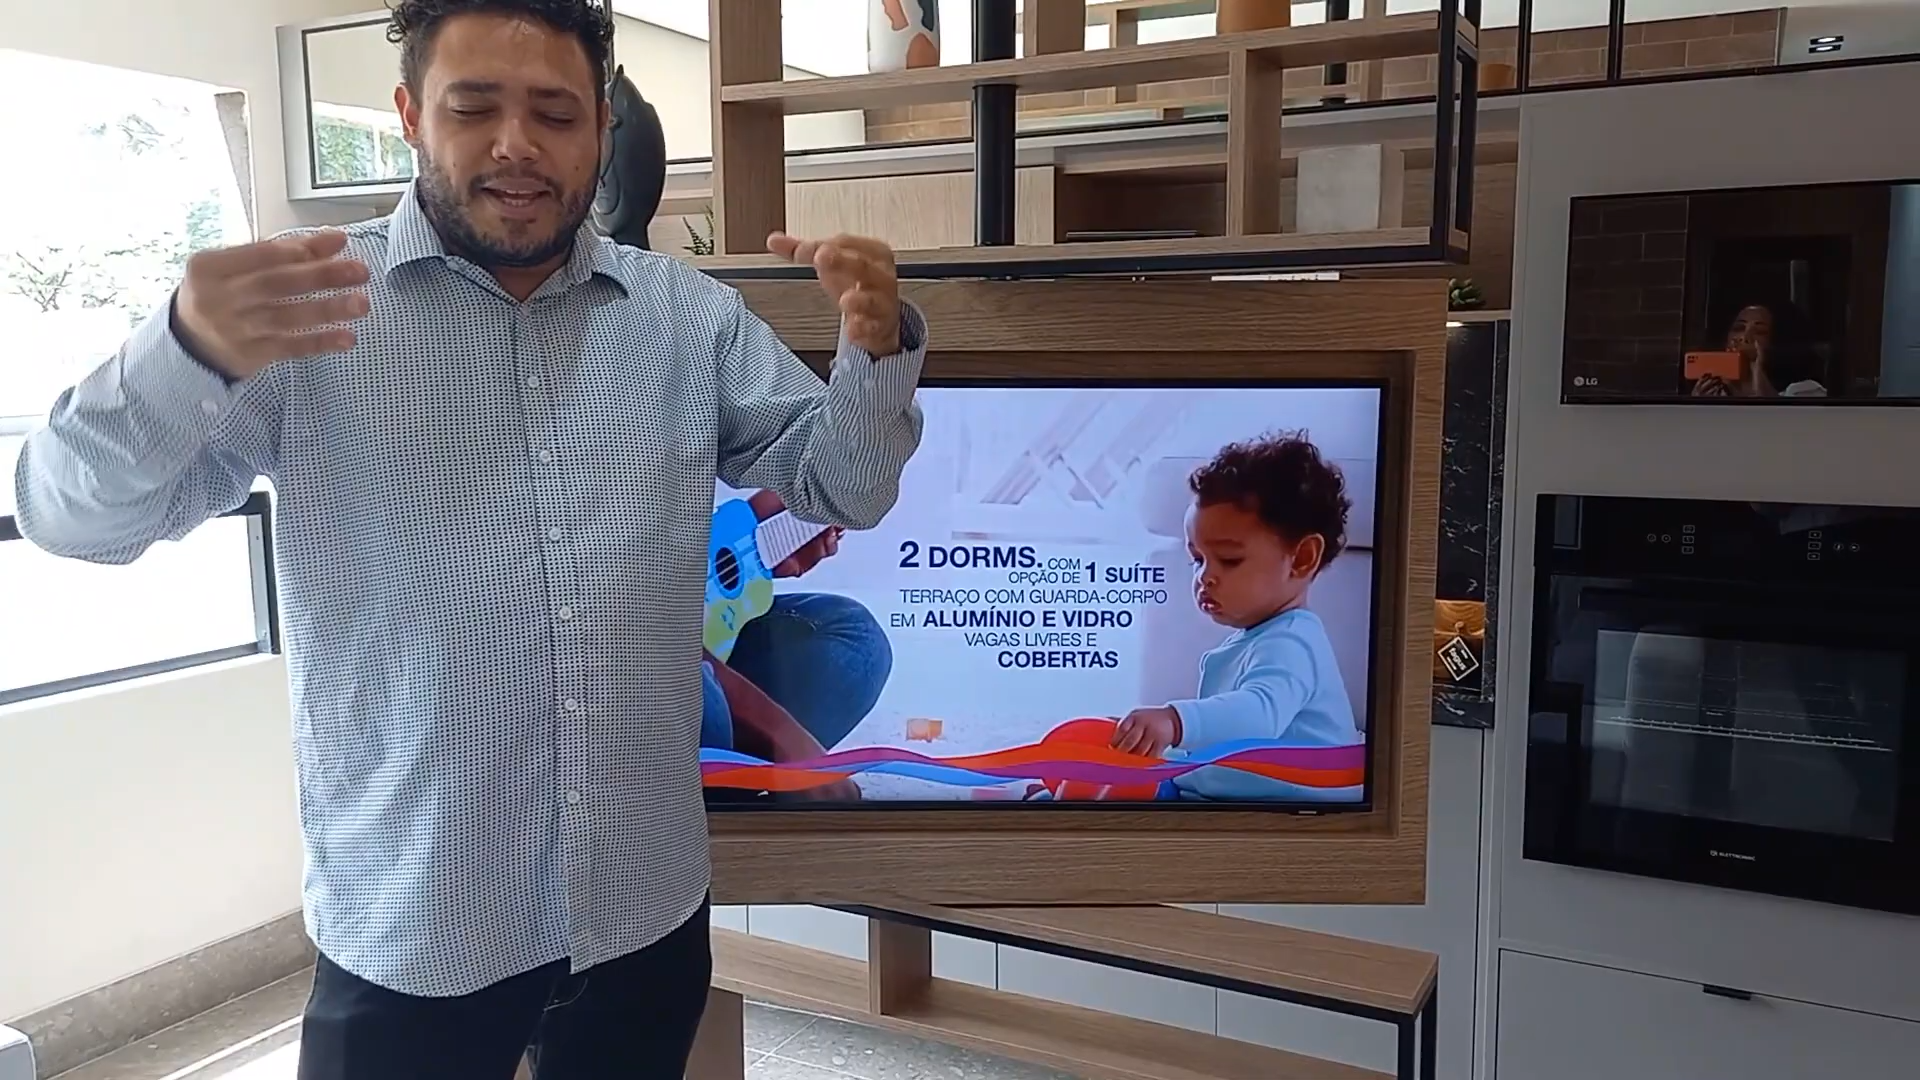 2 DORMS. COM
OPÇÃO DE 1 SUÍTE
TERRAÇO COM GUARDA-CORPO
EM ALUMÍNIO E VIDRO
VAGAS LIVRES E
COBERTAS
LG